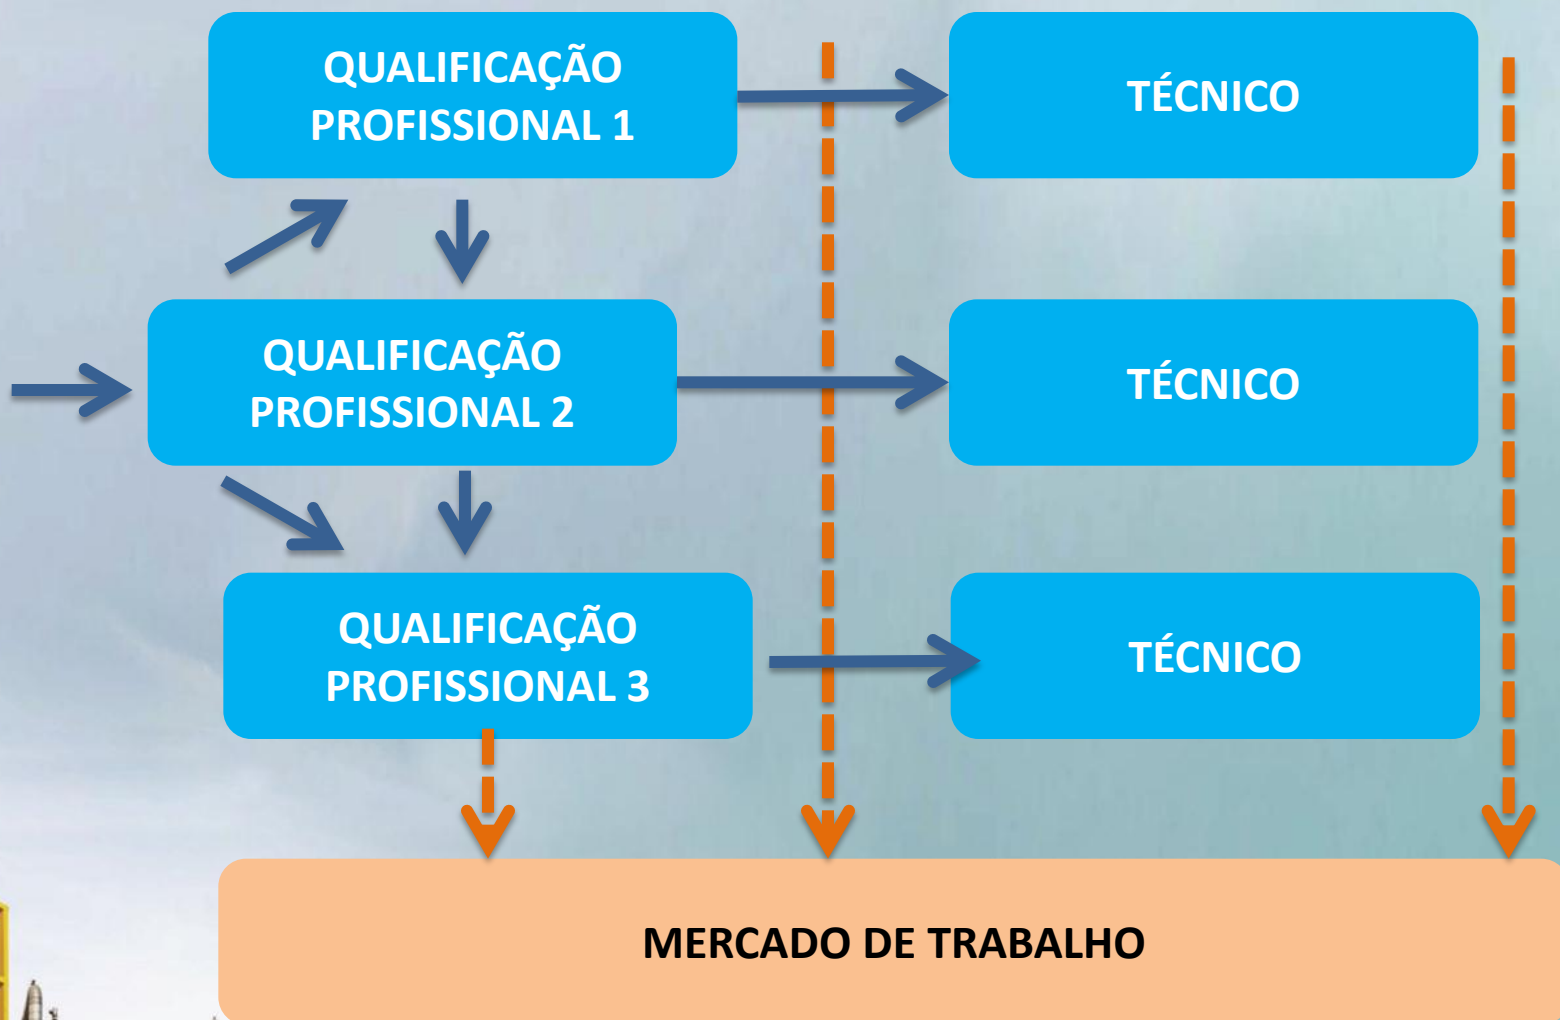 QUALIFICAÇÃO
PROFISSIONAL 1
TÉCNICO
QUALIFICAÇÃO
PROFISSIONAL 2
TÉCNICO
QUALIFICAÇÃO
PROFISSIONAL 3
TÉCNICO
MERCADO DE TRABALHO